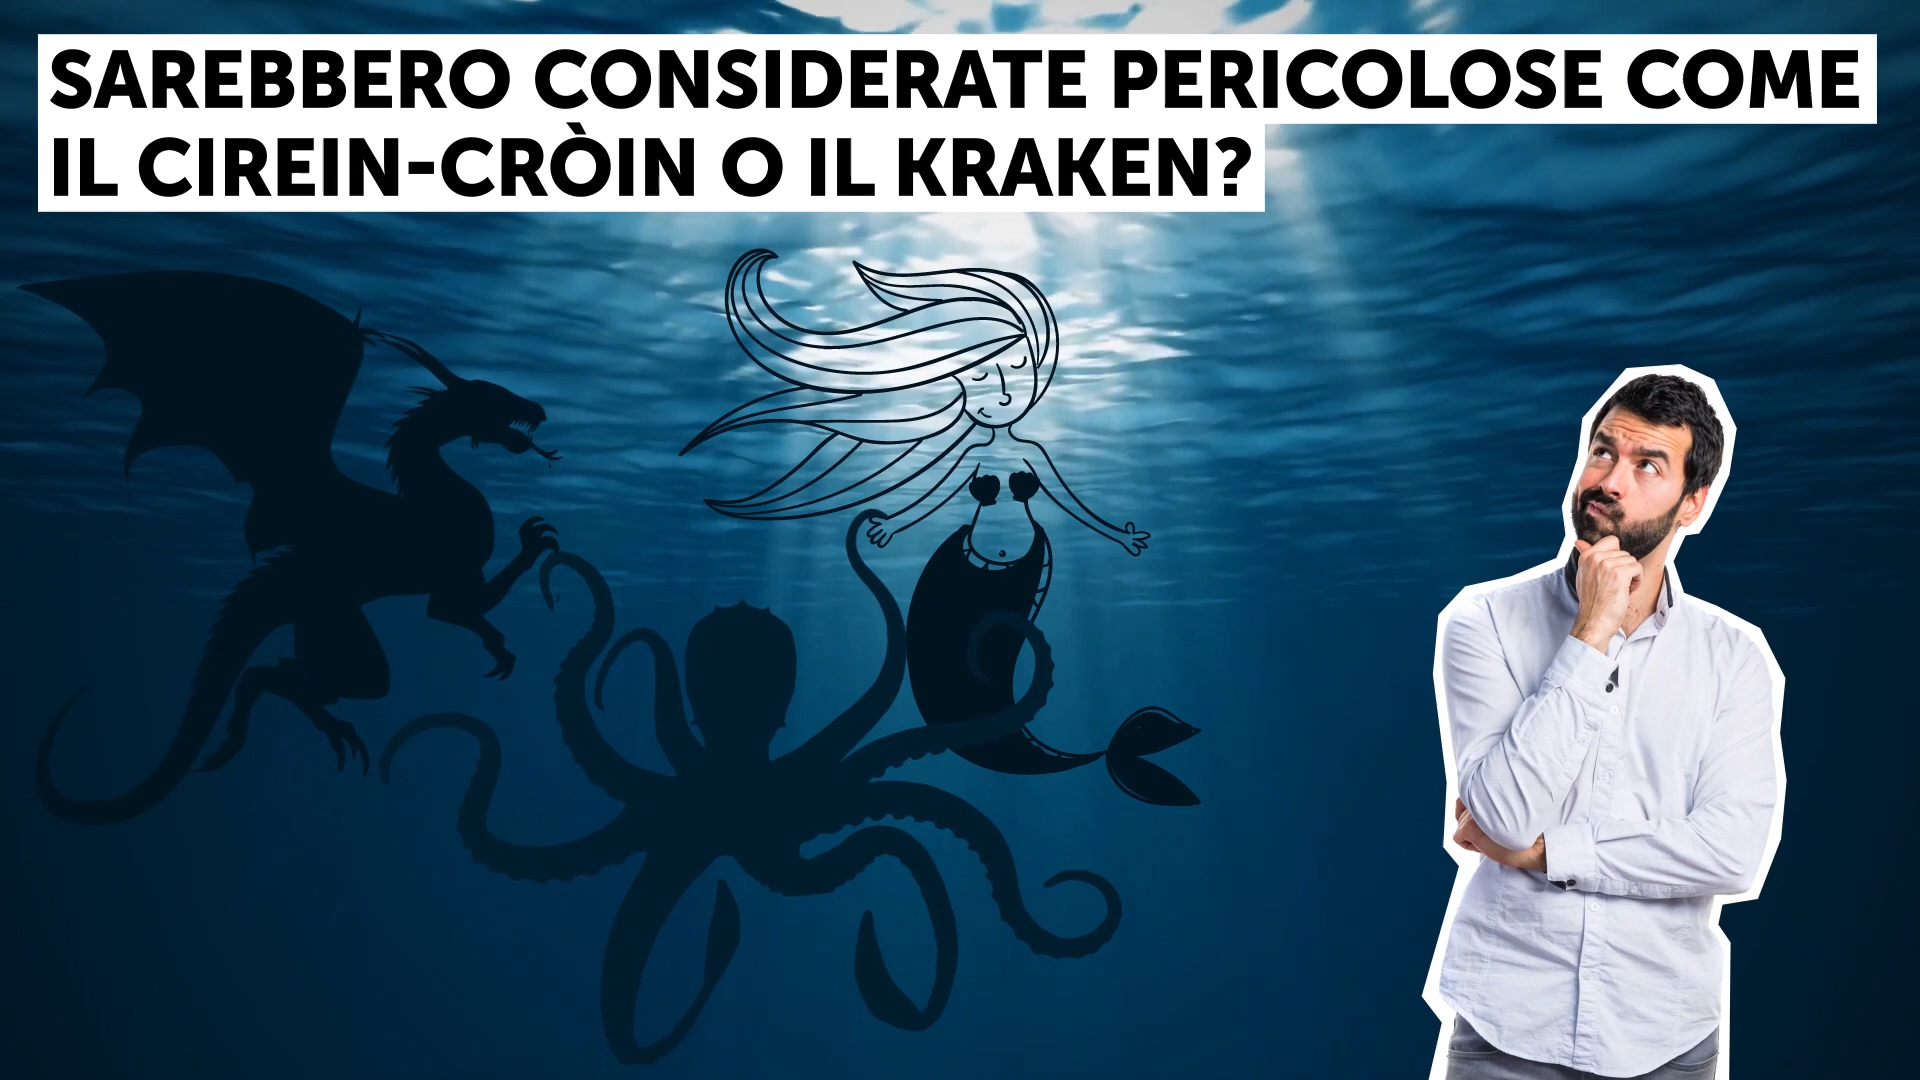 SAREBBERO CONSIDERATE PERICOLOSE COME
IL CIREIN-CRÒIN O IL KRAKEN?